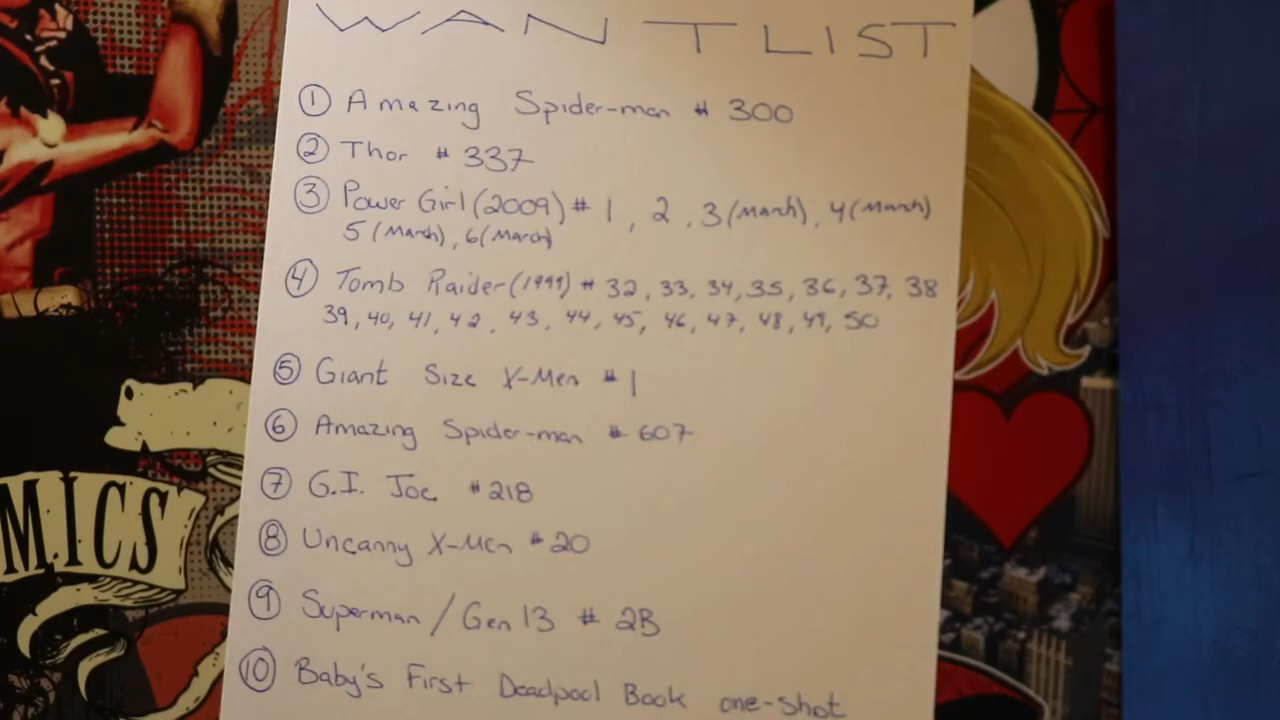 WANT LIST
① Amazing Spider-man # 300
② Thor # 337
③ Power Girl (2009) # 1, 2, 3 (March), 4 (March)
5 (March), 6 (March)
④ Tomb Raider (1999) # 32, 33, 34, 35, 36, 37, 38
39, 40, 41, 42, 43, 44, 45, 46, 47, 48, 49, 50
⑤ Giant Size X-Men # 1
⑥ Amazing Spider-man # 607
⑦ G.I. Joe #218
⑧ Uncanny X-Men #20
⑨ Superman / Gen 13 # 2B
⑩ Baby's First Deadpool Book one-shot
MICS